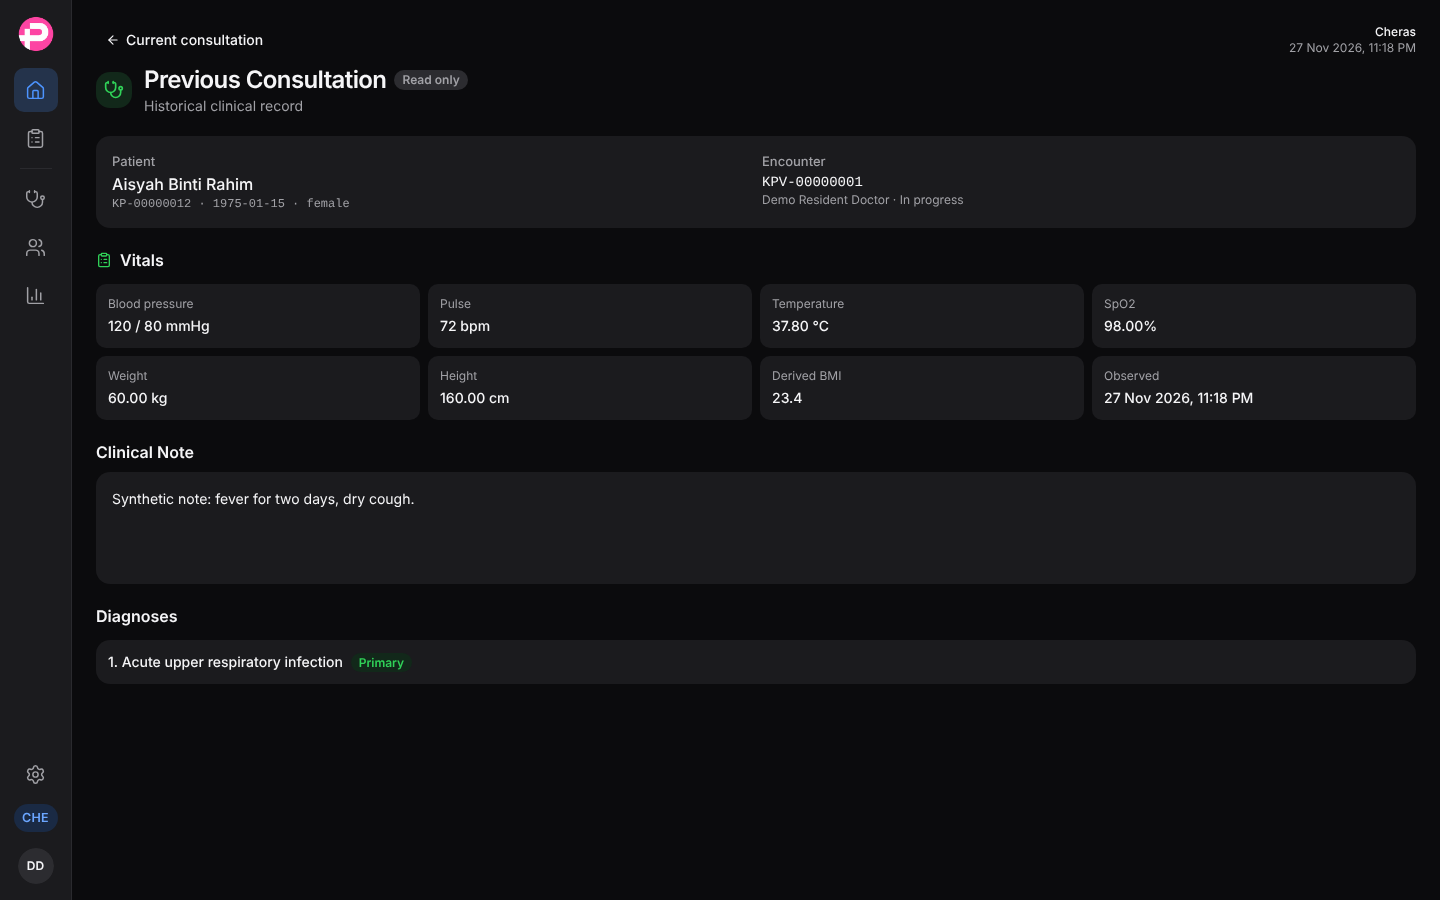 Current consultation
Cheras
27 Nov 2026, 11:18 PM
Previous Consultation Read only
Historical clinical record
Patient
Aisyah Binti Rahim
KP-00000012 · 1975-01-15 · female
Encounter
KPV-00000001
Demo Resident Doctor · In progress
Vitals
Blood pressure
120 / 80 mmHg
Pulse
72 bpm
Temperature
37.80 °C
SpO2
98.00%
Weight
60.00 kg
Height
160.00 cm
Derived BMI
23.4
Observed
27 Nov 2026, 11:18 PM
Clinical Note
Synthetic note: fever for two days, dry cough.
Diagnoses
1. Acute upper respiratory infection Primary
CHE
DD